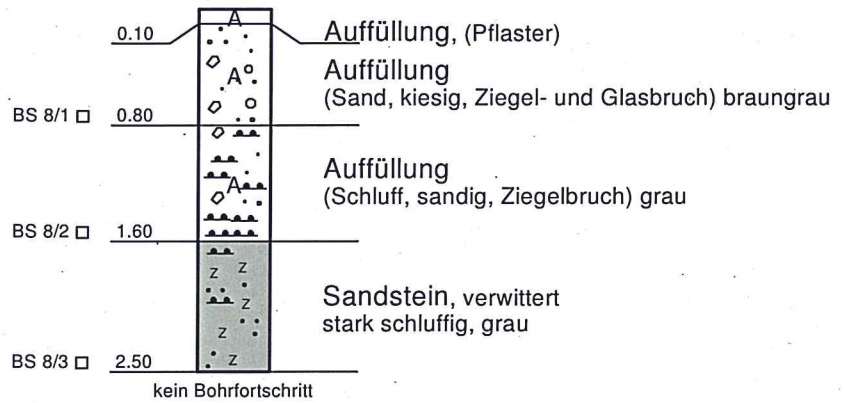 A
0.10 Auffüllung, (Pflaster)
A
Auffüllung
(Sand, kiesig, Ziegel- und Glasbruch) braungrau
BS 8/1 0.80
Auffüllung
A
(Schluff, sandig, Ziegelbruch) grau
BS 8/2 1.60
z z
Sandstein, verwittert
z
stark schluffig, grau
z
BS 8/3 2.50
z
kein Bohrfortschritt